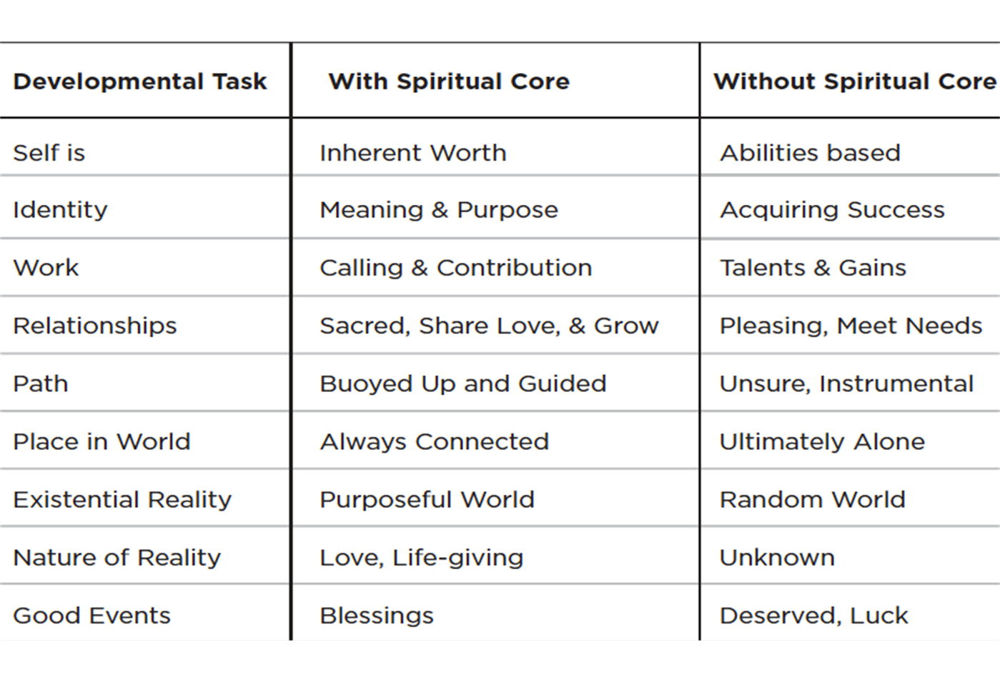 Developmental Task With Spiritual Core Without Spiritual Core
Self is Inherent Worth Abilities based
Identity Meaning & Purpose Acquiring Success
Work Calling & Contribution Talents & Gains
Relationships Sacred, Share Love, & Grow Pleasing, Meet Needs
Path Buoyed Up and Guided Unsure, Instrumental
Place in World Always Connected Ultimately Alone
Existential Reality Purposeful World Random World
Nature of Reality Love, Life-giving Unknown
Good Events Blessings Deserved, Luck